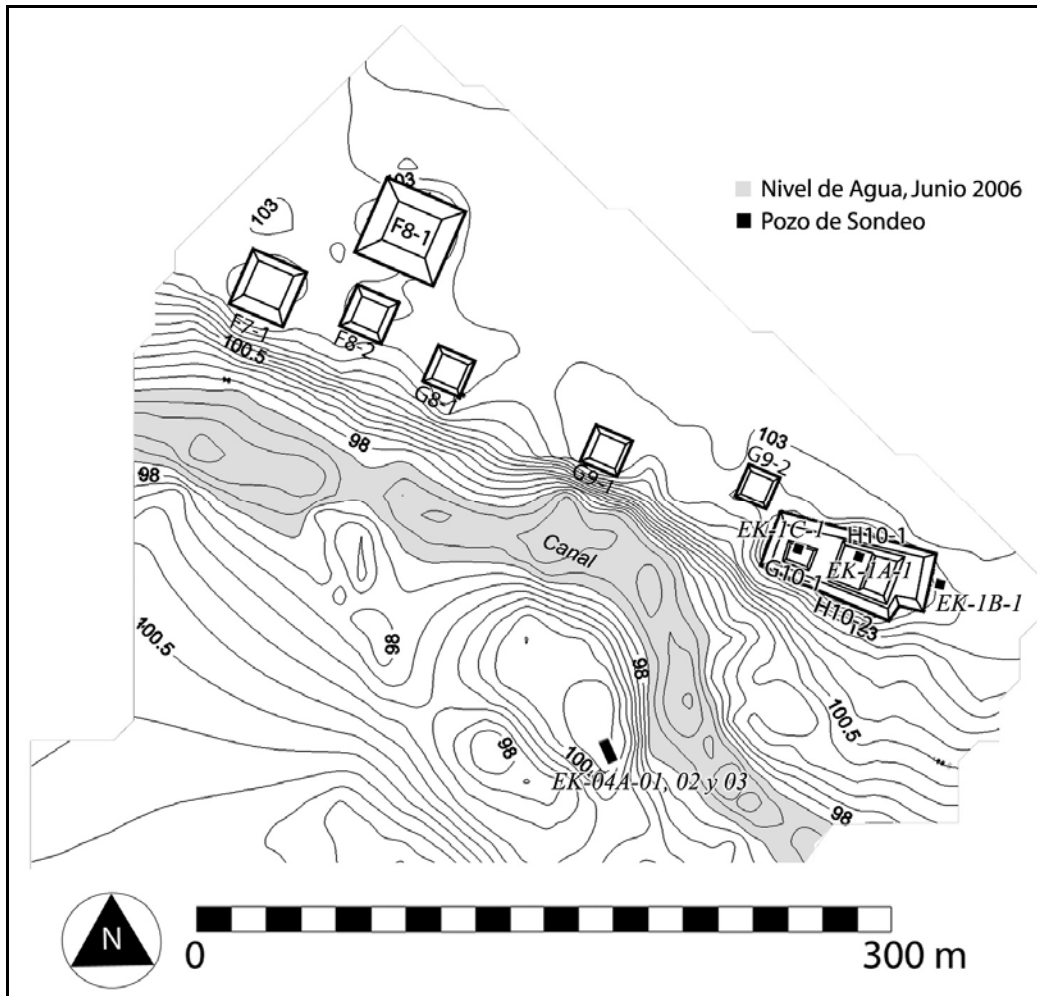 103
F8-1
Nivel de Agua, Junio 2006
Pozo de Sondeo
103
F7-1
F8-2
100.5
G8-1
98
103
G9-2
G9-1
98
EK-1C-1
H10-1
Canal
G10-1
EK-1A-1
EK-1B-1
H10-2
100.5
98
98
100.5
98
EK-04A-01, 02 y 03
98
N
0
300 m